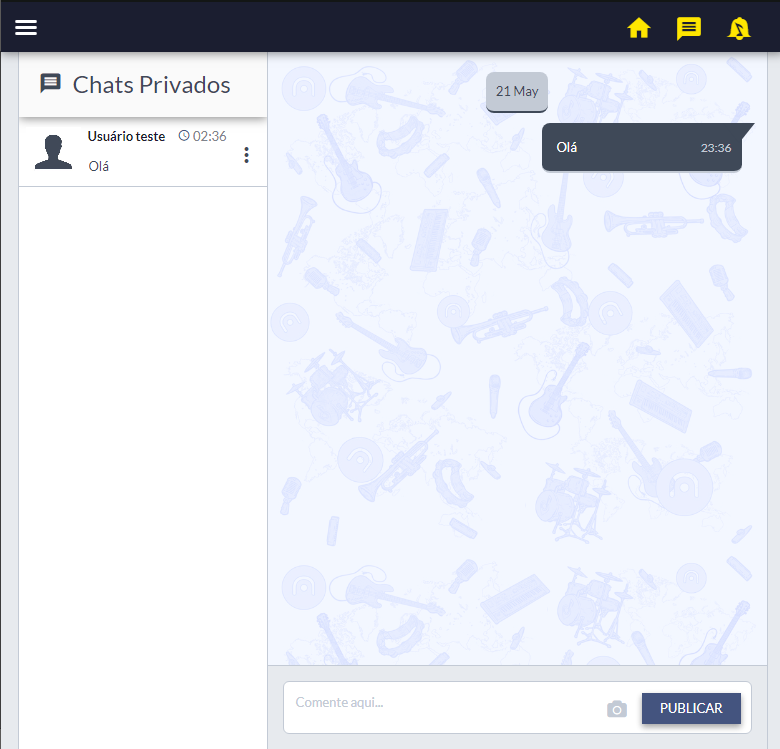 Chats Privados
Usuário teste 02:36
Olá
21 May
Olá 23:36
Comente aqui...
PUBLICAR